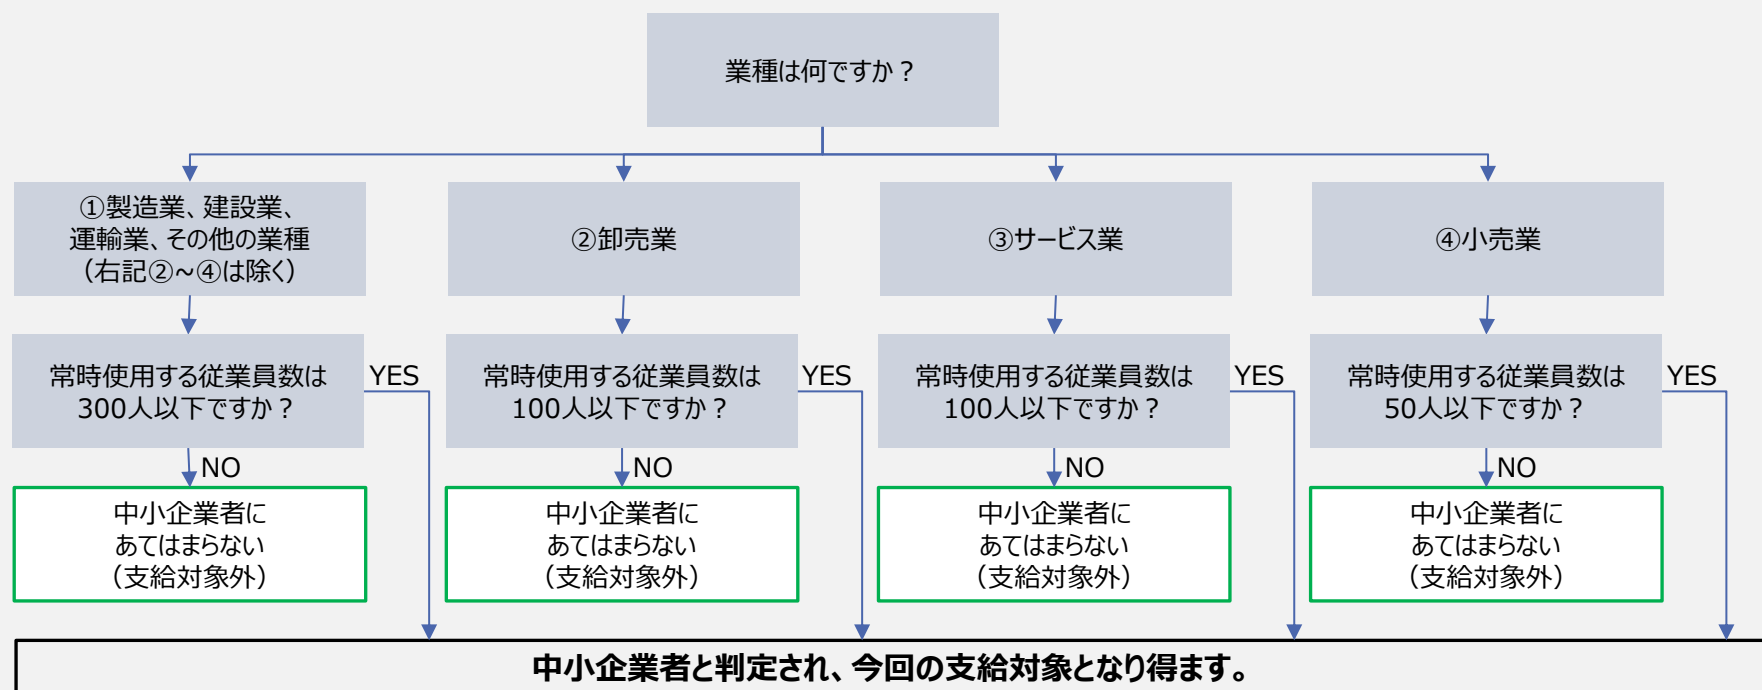 業種は何ですか？
①製造業、建設業、
運輸業、その他の業種
（右記②~④は除く）
②卸売業
③サービス業
④小売業
常時使用する従業員数は
300人以下ですか？
YES
常時使用する従業員数は
100人以下ですか？
YES
常時使用する従業員数は
100人以下ですか？
YES
常時使用する従業員数は
50人以下ですか？
YES
NO
NO
NO
NO
中小企業者に
あてはまらない
（支給対象外）
中小企業者に
あてはまらない
（支給対象外）
中小企業者に
あてはまらない
（支給対象外）
中小企業者に
あてはまらない
（支給対象外）
中小企業者と判定され、今回の支給対象となり得ます。